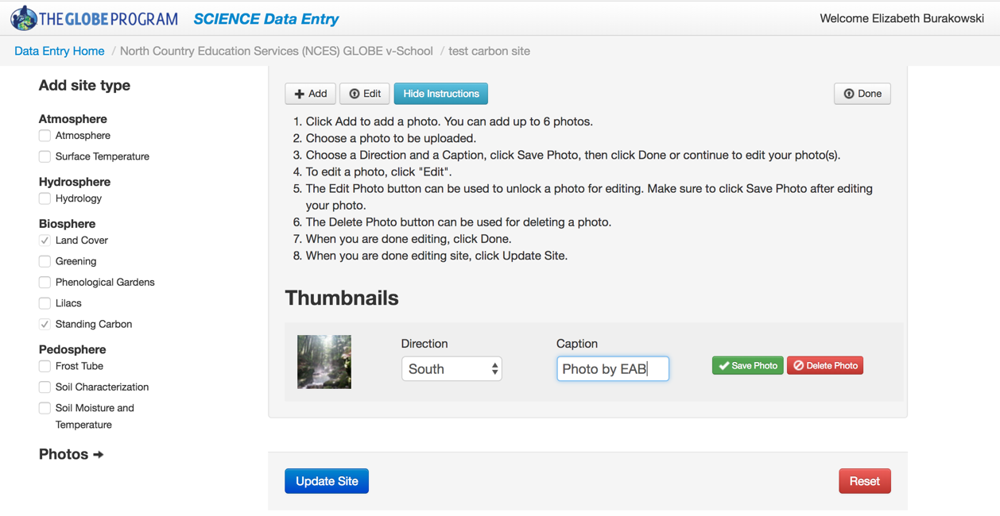 THE GLOBE PROGRAM SCIENCE Data Entry Welcome Elizabeth Burakowski
Data Entry Home / North Country Education Services (NCES) GLOBE v-School / test carbon site
Add site type
Atmosphere
Atmosphere
Surface Temperature
Hydrosphere
Hydrology
Biosphere
Land Cover
Greening
Phenological Gardens
Lilacs
Standing Carbon
Pedosphere
Frost Tube
Soil Characterization
Soil Moisture and
Temperature
Photos
Add Edit Hide Instructions Done
1. Click Add to add a photo. You can add up to 6 photos.
2. Choose a photo to be uploaded.
3. Choose a Direction and a Caption, click Save Photo, then click Done or continue to edit your photo(s).
4. To edit a photo, click "Edit".
5. The Edit Photo button can be used to unlock a photo for editing. Make sure to click Save Photo after editing
your photo.
6. The Delete Photo button can be used for deleting a photo.
7. When you are done editing, click Done.
8. When you are done editing site, click Update Site.
Thumbnails
Direction Caption
South Photo by EAB Save Photo Delete Photo
Update Site Reset